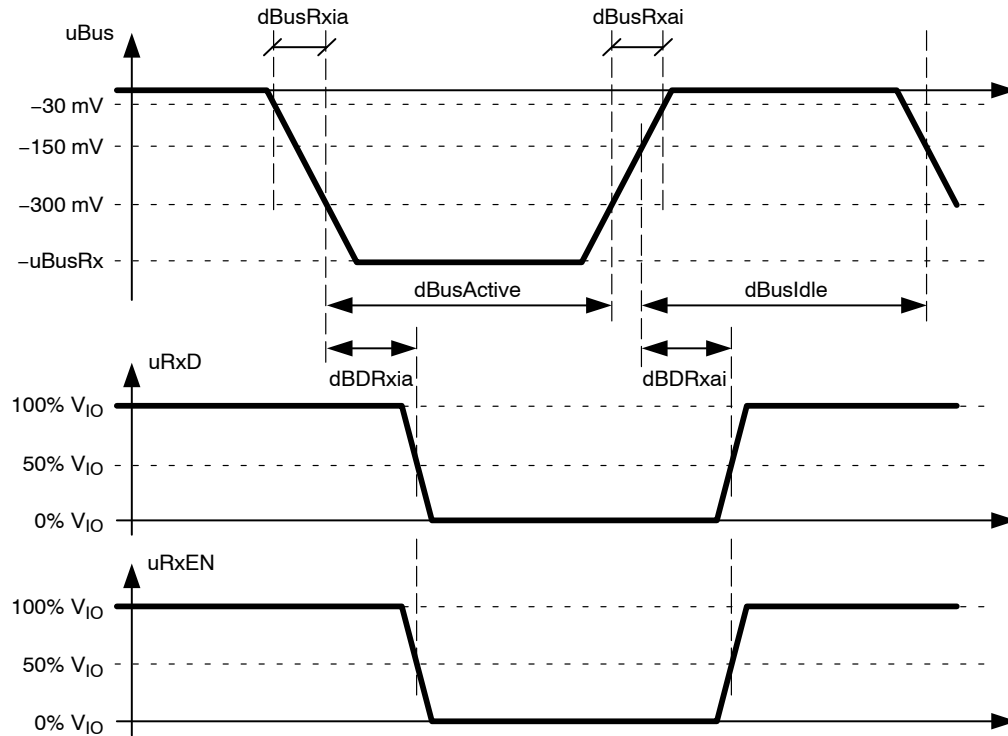 dBusRxia
dBusRxai
uBus
–30 mV
–150 mV
–300 mV
–uBusRx
dBusActive
dBusIdle
uRxD
dBDRxia
dBDRxai
100% VIO
50% VIO
0% VIO
uRxEN
100% VIO
50% VIO
0% VIO